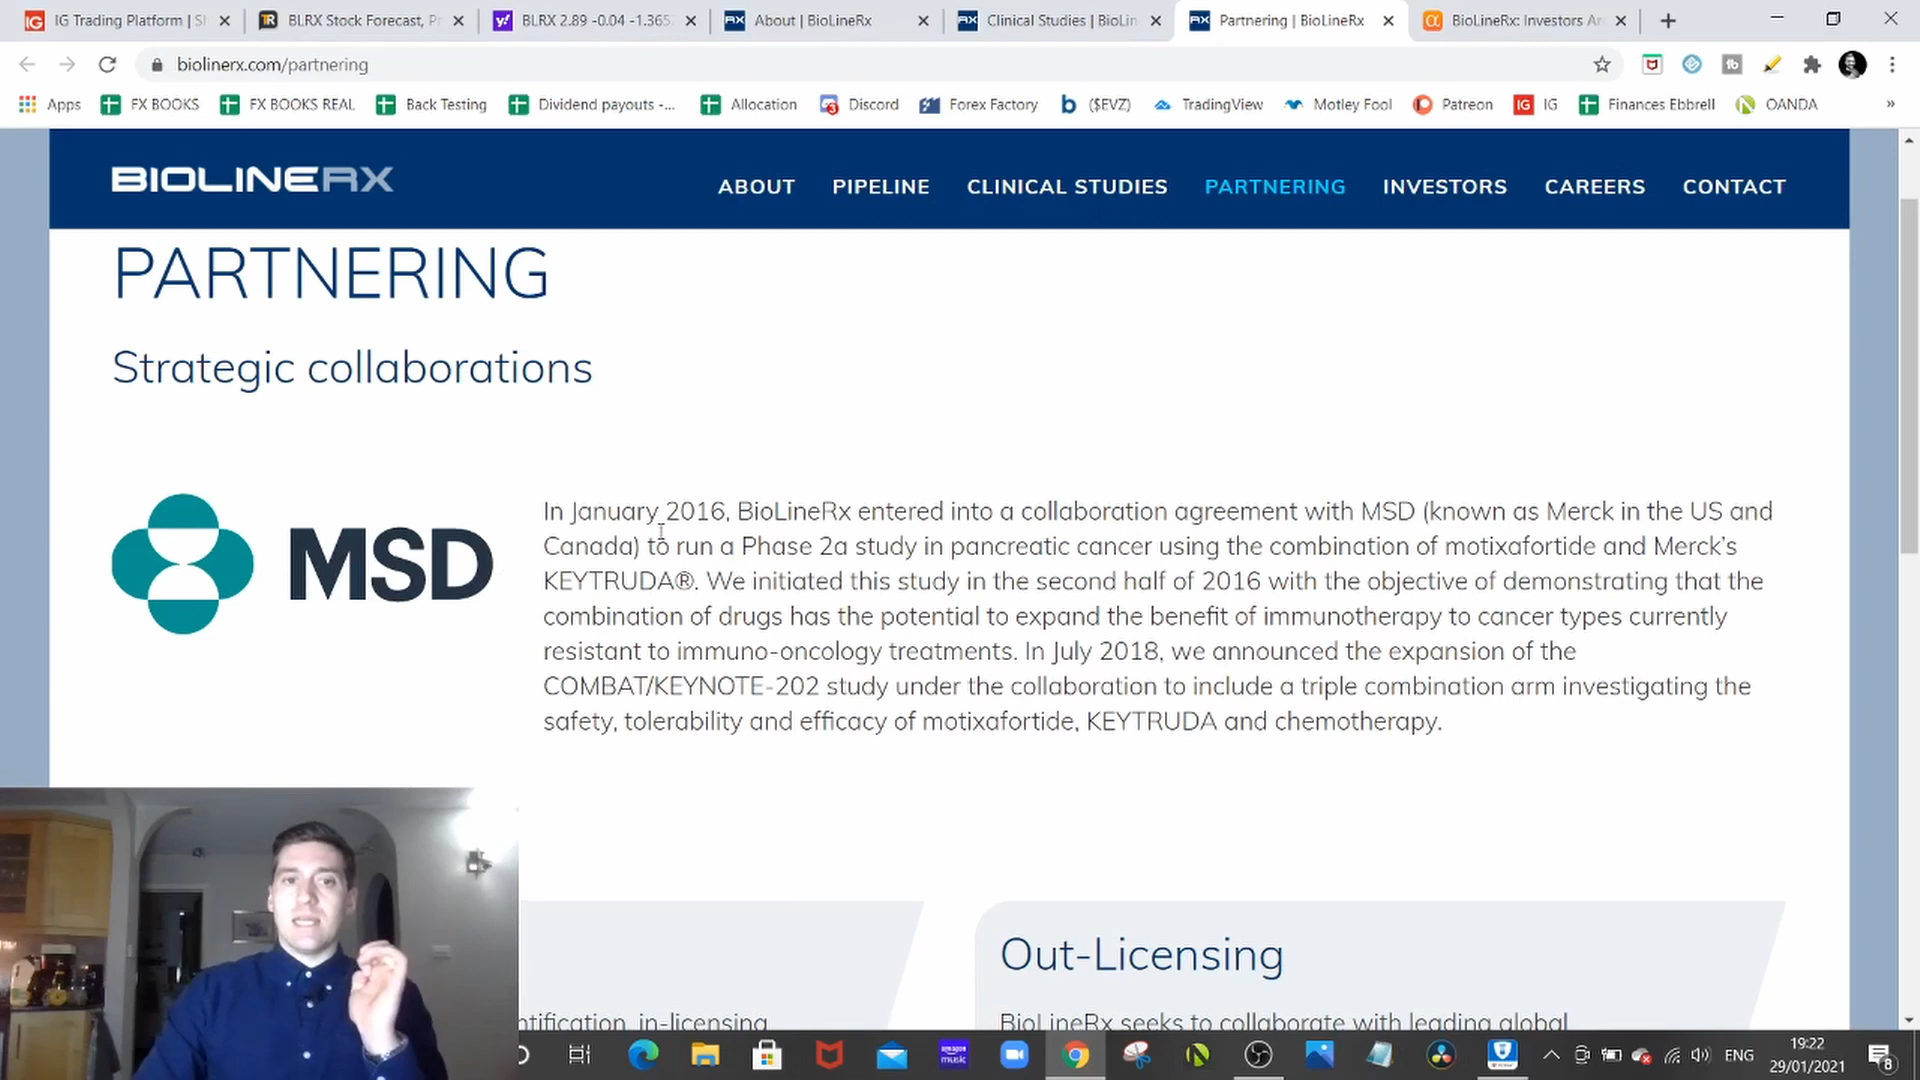 IG Trading Platform | S
BLRX Stock Forecast, P
BLRX 2.89 -0.04 -1.365
About | BioLineRx
Clinical Studies | BioLin
Partnering | BioLineRx
BioLineRx: Investors Ar
biolinerx.com/partnering
Apps
FX BOOKS
FX BOOKS REAL
Back Testing
Dividend payouts -...
Allocation
Discord
Forex Factory
($EVZ)
TradingView
Motley Fool
Patreon
IG
IG
Finances Ebbrell
OANDA
»
BIOLINERX
ABOUT
PIPELINE
CLINICAL STUDIES
PARTNERING
INVESTORS
CAREERS
CONTACT
PARTNERING
Strategic collaborations
MSD
In January 2016, BioLineRx entered into a collaboration agreement with MSD (known as Merck in the US and
Canada) to run a Phase 2a study in pancreatic cancer using the combination of motixafortide and Merck’s
KEYTRUDA®. We initiated this study in the second half of 2016 with the objective of demonstrating that the
combination of drugs has the potential to expand the benefit of immunotherapy to cancer types currently
resistant to immuno-oncology treatments. In July 2018, we announced the expansion of the
COMBAT/KEYNOTE-202 study under the collaboration to include a triple combination arm investigating the
safety, tolerability and efficacy of motixafortide, KEYTRUDA and chemotherapy.
Out-Licensing
ntification, in-licensing
BioLineRx seeks to collaborate with leading global
amazon
music
ENG
19:22
29/01/2021
8